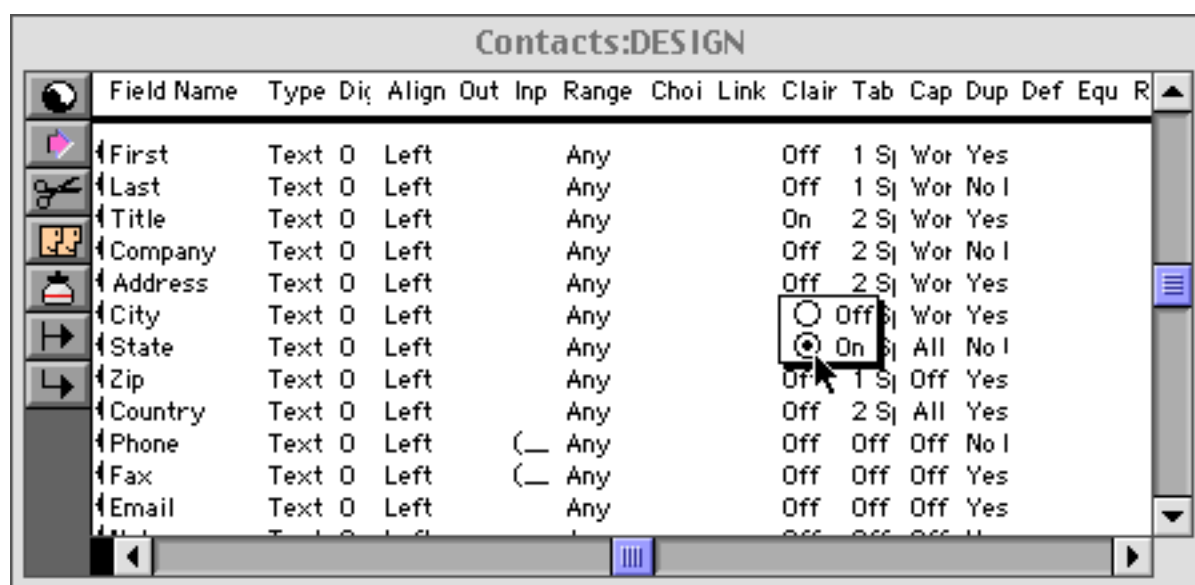 Contacts:DESIGN
Field Name Type Dig Align Out Inp Range Choi Link Clair Tab Cap Dup Def Equ R
First Text 0 Left Any Off 1 Wor Yes
Last Text 0 Left Any Off 1 Wor No
Title Text 0 Left Any On 2 Wor Yes
Company Text 0 Left Any Off 2 Wor No
Address Text 0 Left Any Off 2 Wor Yes
City Text 0 Left Any Off Wor Yes
State Text 0 Left Any On All No
Zip Text 0 Left Any Off 1 Off Yes
Country Text 0 Left Any Off 2 All Yes
Phone Text 0 Left (__ Any Off Off Off No
Fax Text 0 Left (__ Any Off Off Off Yes
Email Text 0 Left Any Off Off Off Yes